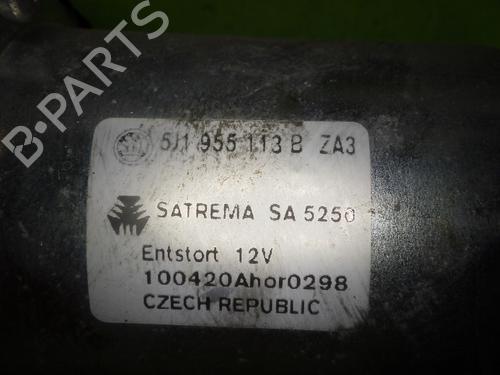 5J1 955 113 B ZA3
SATREMA SA 5250
Entstort 12V
100420Ahor0298
CZECH REPUBLIC
B-PARTS